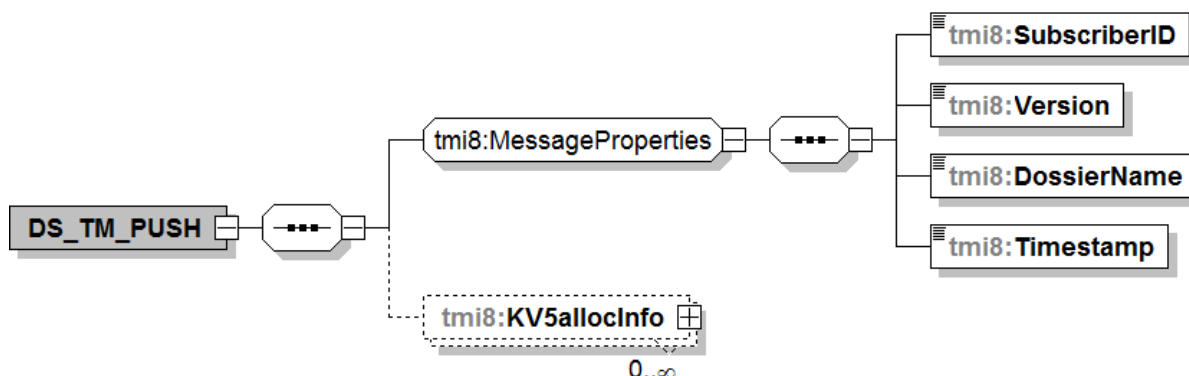 tmi8:SubscriberID
tmi8:Version
tmi8:MessageProperties
tmi8:DossierName
DS_TM_PUSH
tmi8:Timestamp
tmi8:KV5allocInfo
0..∞